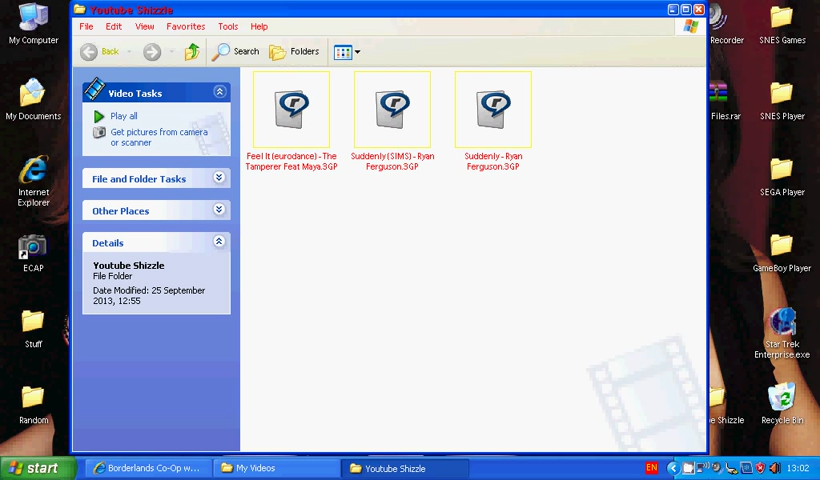 Youtube Shizzle
File Edit View Favorites Tools Help
Back Search Folders
Video Tasks
Play all
Get pictures from camera
or scanner
File and Folder Tasks
Other Places
Details
Youtube Shizzle
File Folder
Date Modified: 25 September
2013, 12:55
Feel It (eurodance) - The
Tamperer Feat Maya.3GP
Suddenly (SIMS) - Ryan
Ferguson.3GP
Suddenly - Ryan
Ferguson.3GP
My Computer
My Documents
Internet
Explorer
ECAP
Stuff
Random
Recorder
Files.rar
SNES Games
SNES Player
SEGA Player
GameBoy Player
Star Trek
Enterprise.exe
be Shizzle
Recycle Bin
start
Borderlands Co-Op w...
My Videos
Youtube Shizzle
EN
13:02